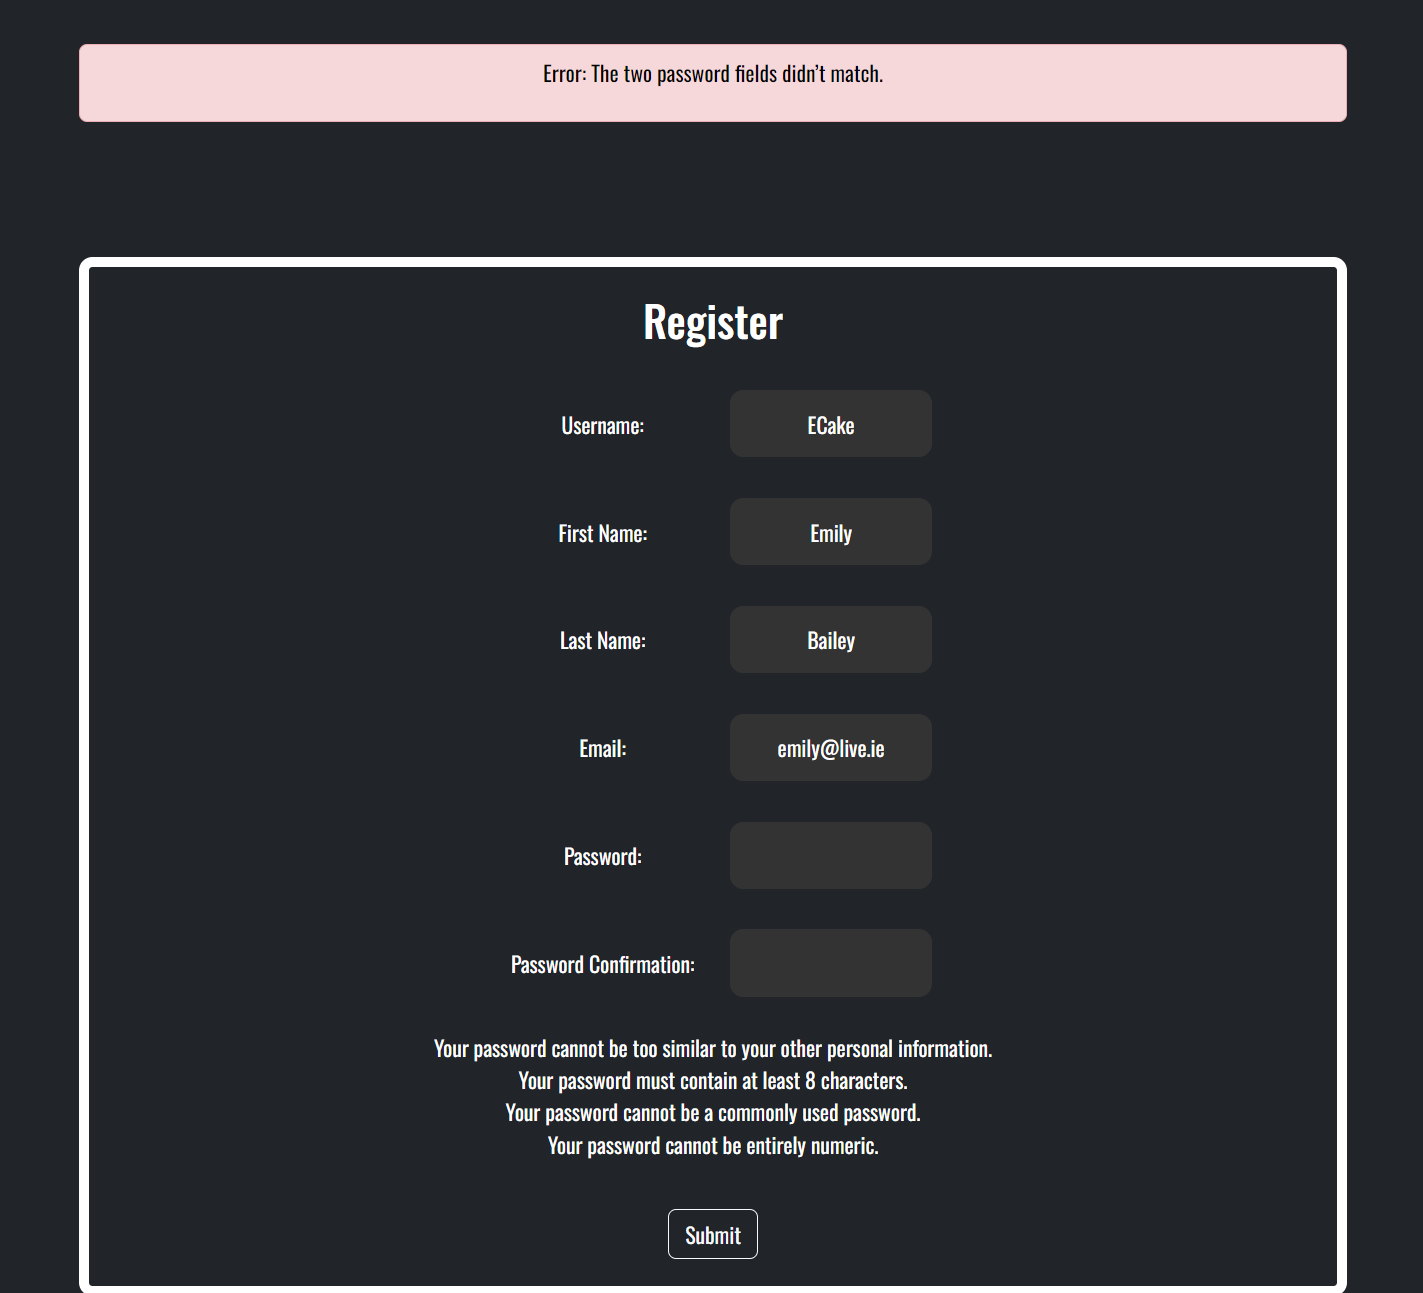 Error: The two password fields didn’t match.
Register
Username: ECake
First Name: Emily
Last Name: Bailey
Email: emily@live.ie
Password:
Password Confirmation:
Your password cannot be too similar to your other personal information.
Your password must contain at least 8 characters.
Your password cannot be a commonly used password.
Your password cannot be entirely numeric.
Submit